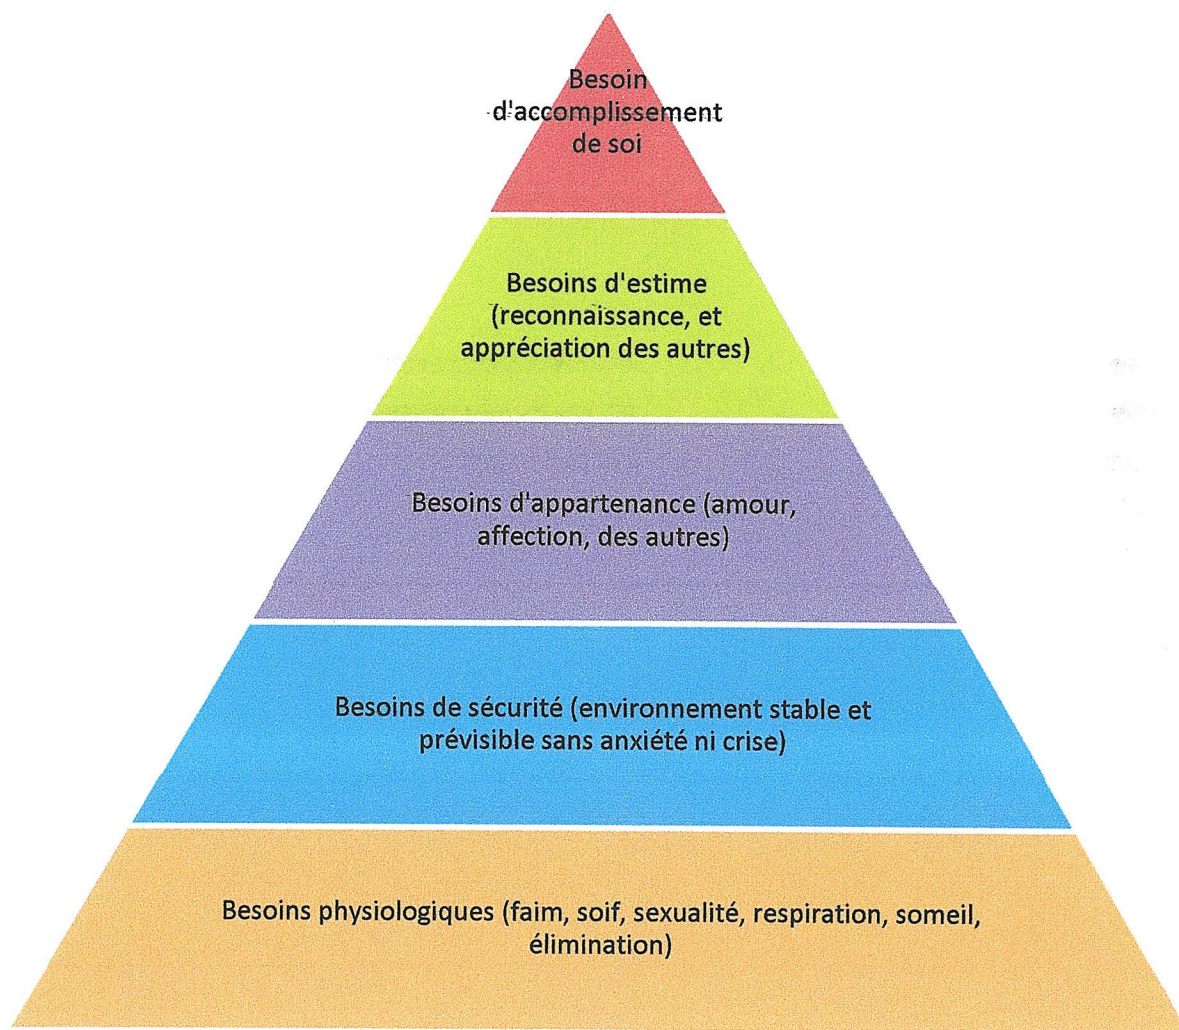 Besoin
d'accomplissement
de soi
Besoins d'estime
(reconnaissance, et
appréciation des autres)
Besoins d'appartenance (amour,
affection, des autres)
Besoins de sécurité (environnement stable et
prévisible sans anxiété ni crise)
Besoins physiologiques (faim, soif, sexualité, respiration, someil,
élimination)